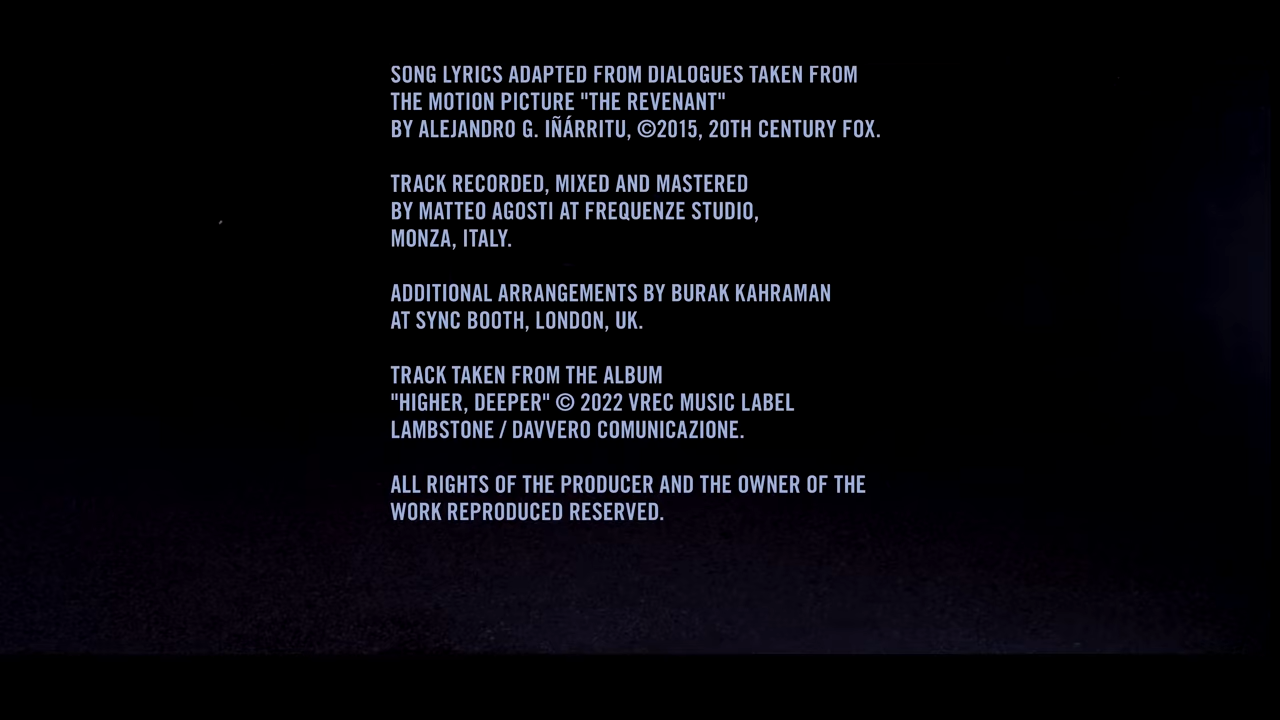 SONG LYRICS ADAPTED FROM DIALOGUES TAKEN FROM
THE MOTION PICTURE "THE REVENANT"
BY ALEJANDRO G. IÑÁRRITU, ©2015, 20TH CENTURY FOX.
TRACK RECORDED, MIXED AND MASTERED
BY MATTEO AGOSTI AT FREQUENZE STUDIO,
MONZA, ITALY.
ADDITIONAL ARRANGEMENTS BY BURAK KAHRAMAN
AT SYNC BOOTH, LONDON, UK.
TRACK TAKEN FROM THE ALBUM
"HIGHER, DEEPER" © 2022 VREC MUSIC LABEL
LAMBSTONE / DAVVERO COMUNICAZIONE.
ALL RIGHTS OF THE PRODUCER AND THE OWNER OF THE
WORK REPRODUCED RESERVED.